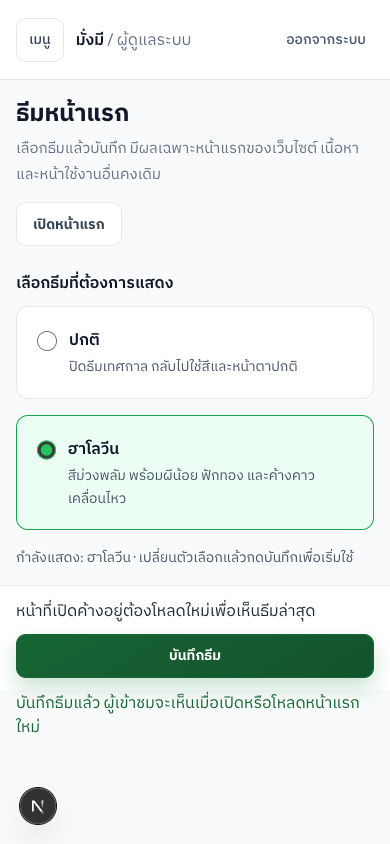 เมนู
มั่งมี / ผู้ดูแลระบบ
ออกจากระบบ
ธีมหน้าแรก
เลือกธีมแล้วบันทึก มีผลเฉพาะหน้าแรกของเว็บไซต์ เนื้อหา
และหน้าใช้งานอื่นคงเดิม
เปิดหน้าแรก
เลือกธีมที่ต้องการแสดง
ปกติ
ปิดธีมเทศกาล กลับไปใช้สีและหน้าตาปกติ
ฮาโลวีน
สีม่วงพลัม พร้อมผีน้อย ฟักทอง และค้างคาว
เคลื่อนไหว
กำลังแสดง: ฮาโลวีน · เปลี่ยนตัวเลือกแล้วกดบันทึกเพื่อเริ่มใช้
หน้าที่เปิดค้างอยู่ต้องโหลดใหม่เพื่อเห็นธีมล่าสุด
บันทึกธีม
บันทึกธีมแล้ว ผู้เข้าชมจะเห็นเมื่อเปิดหรือโหลดหน้าแรก
ใหม่
N